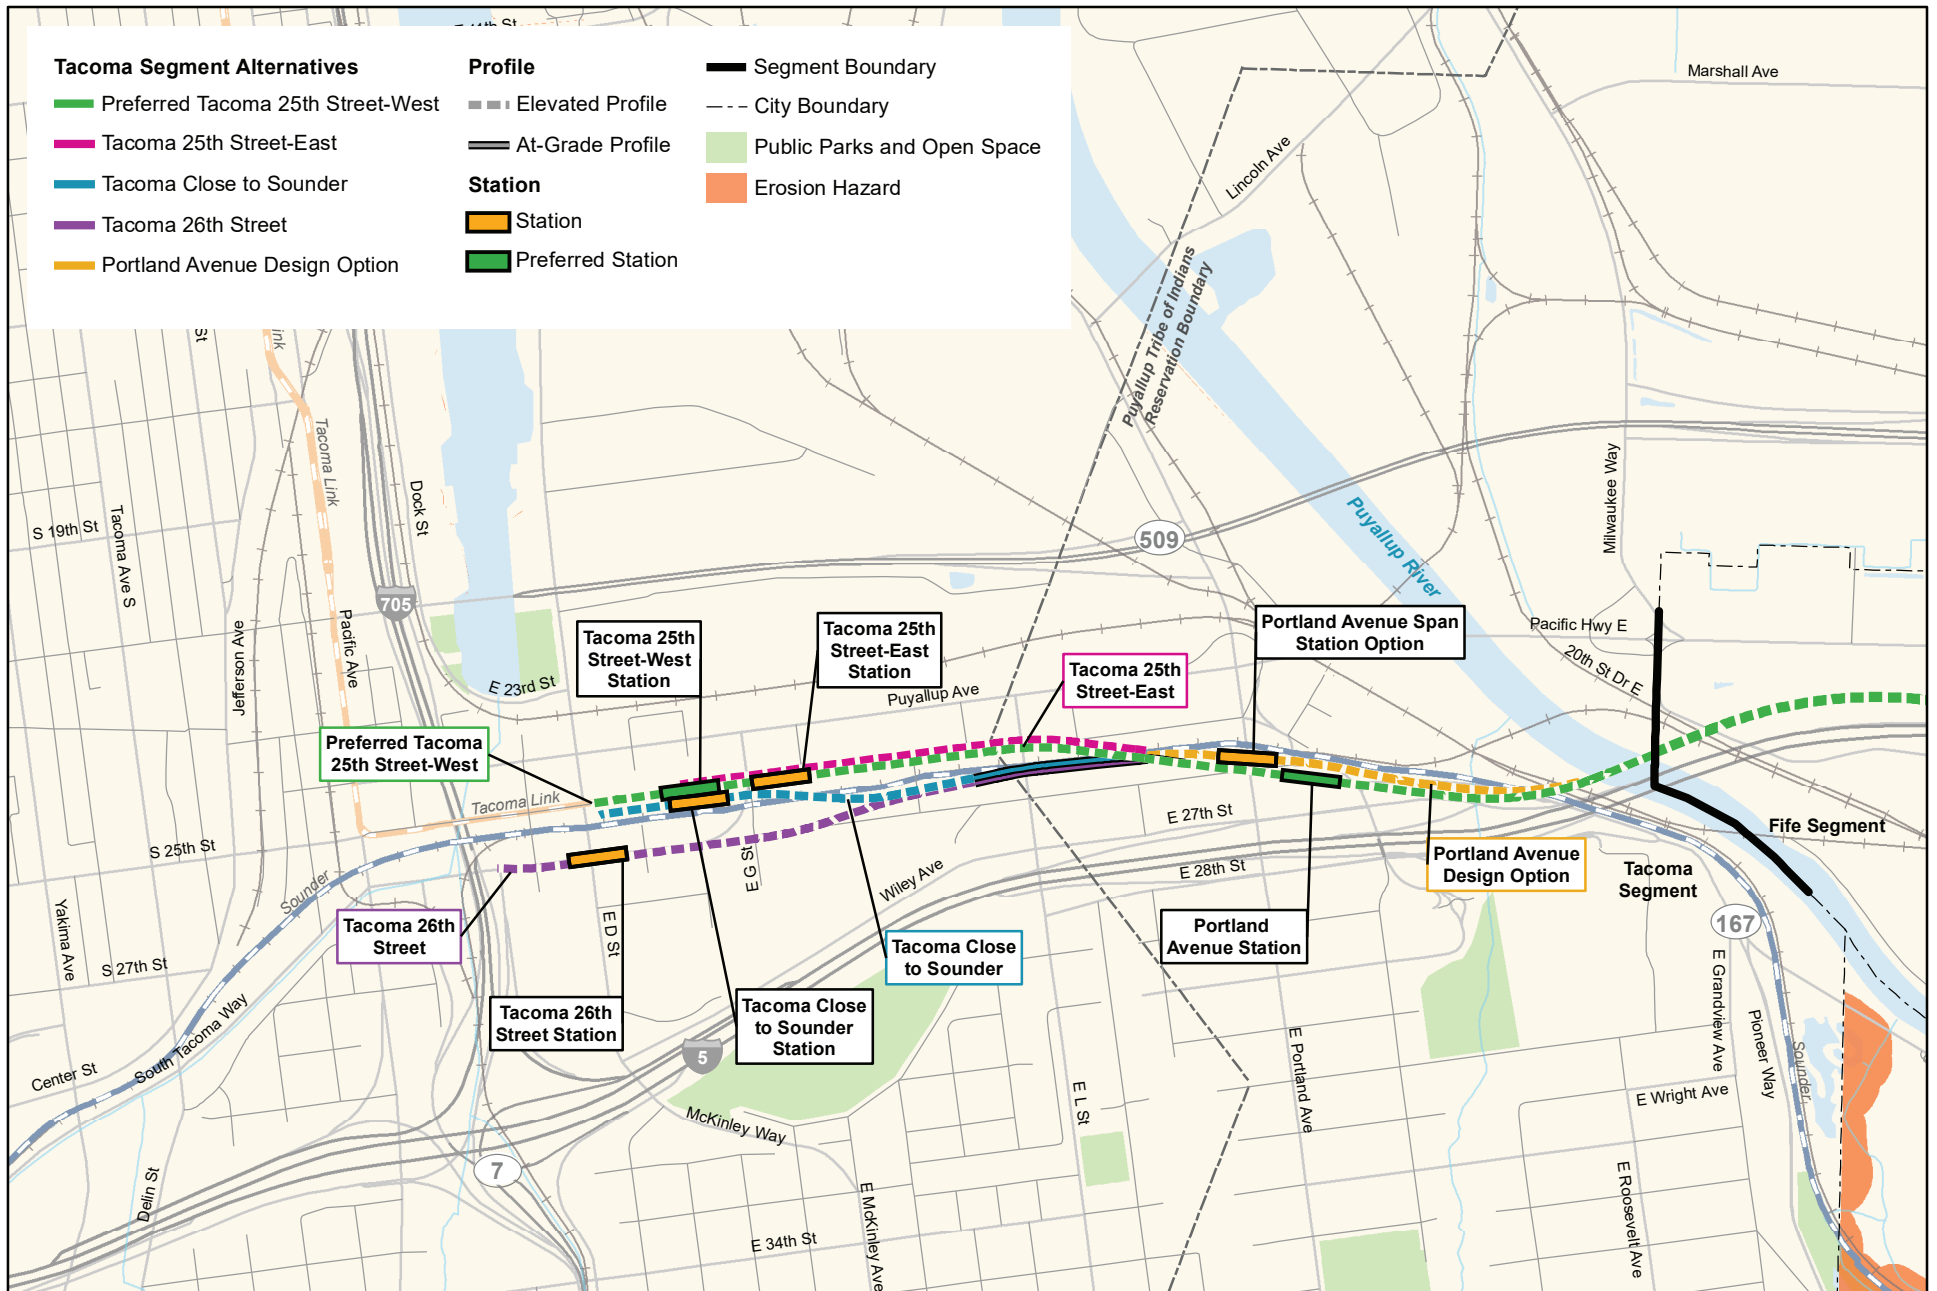 Tacoma Segment Alternatives
Preferred Tacoma 25th Street-West
Tacoma 25th Street-East
Tacoma Close to Sounder
Tacoma 26th Street
Portland Avenue Design Option
Profile
Elevated Profile
At-Grade Profile
Station
Station
Preferred Station
Segment Boundary
City Boundary
Public Parks and Open Space
Erosion Hazard
Marshall Ave
Lincoln Ave
Puyallup Tribe of Indians
Reservation Boundary
Tacoma Link
Dock St
S 19th St
Tacoma Ave S
Milwaukee Way
Puyallup River
509
705
Jefferson Ave
Pacific Ave
E 23rd St
Tacoma 25th
Street-West
Station
Tacoma 25th
Street-East
Station
Puyallup Ave
Tacoma 25th
Street-East
Portland Avenue Span
Station Option
Pacific Hwy E
20th St Dr E
Preferred Tacoma
25th Street-West
Tacoma Link
S 25th St
Sounder
E 27th St
E 28th St
Wiley Ave
E G St
E D St
Fife Segment
Tacoma
Segment
Portland Avenue
Design Option
Yakima Ave
Tacoma 26th
Street
Tacoma Close
to Sounder
Portland
Avenue Station
167
S 27th St
Tacoma 26th
Street Station
Tacoma Close
to Sounder
Station
South Tacoma Way
Center St
5
McKinley Way
E L St
E Portland Ave
E Grandview Ave
Pioneer Way
Sounder
E Wright Ave
7
Delin St
E McKinley Ave
E 34th St
E Roosevelt Ave